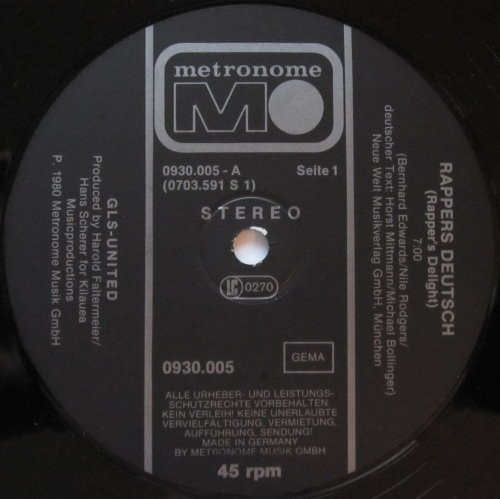 metronome
MO
0930.005 - A
Seite 1
(0703.591 S 1)
STEREO
LC 0270
0930.005
GEMA
ALLE URHEBER- UND LEISTUNGS-
SCHUTZRECHTE VORBEHALTEN.
KEIN VERLEIH! KEINE UNERLAUBTE
VERVIELFÄLTIGUNG, VERMIETUNG,
AUFFÜHRUNG, SENDUNG!
MADE IN GERMANY
BY METRONOME MUSIK GMBH
45 rpm
RAPPERS DEUTSCH
(Rapper's Delight)
7:00
(Bernhard Edwards/Nile Rodgers/
deutscher Text: Horst Mittmann/Michael Bollinger)
Neue Welt Musikverlag GmbH, München
GLS-UNITED
Produced by Harold Faltermeier/
Hans Scherer for Kilauea
Musicproductions
P. 1980 Metronome Musik GmbH